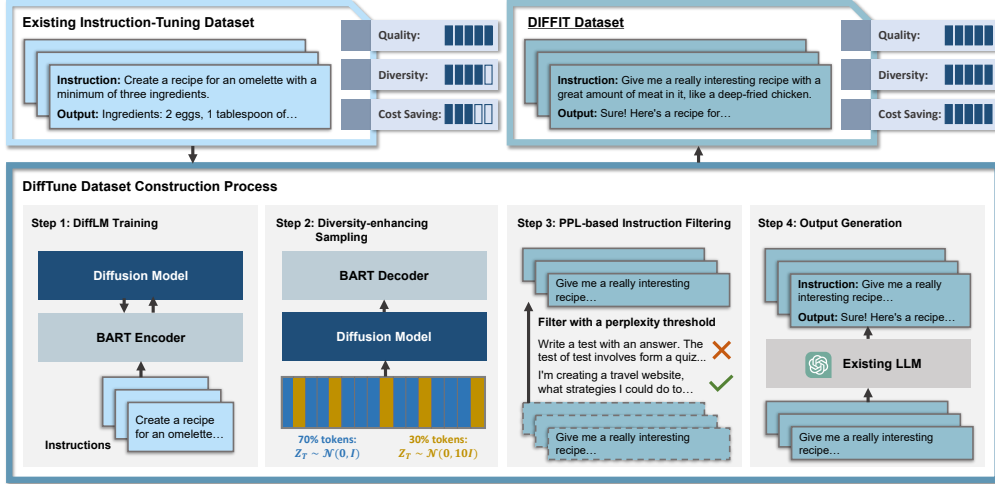 Existing Instruction-Tuning Dataset
Instruction: Create a recipe for an omelette with a
minimum of three ingredients.
Output: Ingredients: 2 eggs, 1 tablespoon of…
Quality:
Diversity:
Cost Saving:
DIFFIT Dataset
Instruction: Give me a really interesting recipe with a
great amount of meat in it, like a deep-fried chicken.
Output: Sure! Here's a recipe for…
Quality:
Diversity:
Cost Saving:
DiffTune Dataset Construction Process
Step 1: DiffLM Training
Diffusion Model
BART Encoder
Create a recipe
for an omelette…
Instructions
Step 2: Diversity-enhancing
Sampling
BART Decoder
Diffusion Model
70% tokens:
Z_T ~ 𝒩(0, I)
30% tokens:
Z_T ~ 𝒩(0, 10I)
Step 3: PPL-based Instruction Filtering
Give me a really interesting
recipe…
Filter with a perplexity threshold
Write a test with an answer. The
test of test involves form a quiz...
I'm creating a travel website,
what strategies I could do to…
Give me a really interesting
recipe…
Step 4: Output Generation
Instruction: Give me a really
interesting recipe…
Output: Sure! Here's a recipe…
Existing LLM
Give me a really interesting
recipe…